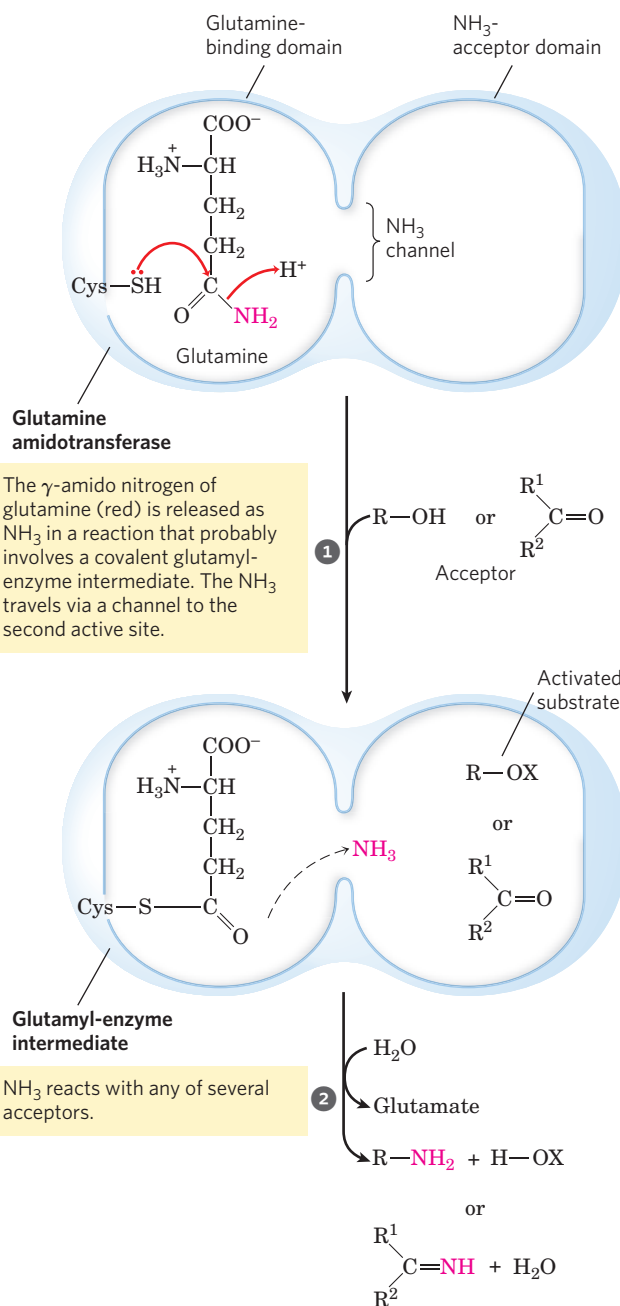 Glutamine-
binding domain
NH₃-
acceptor domain
COO⁻
H₃N⁺—CH
CH₂
CH₂
NH₃
channel
H⁺
Cys—SH
C
O
NH₂
Glutamine
Glutamine
amidotransferase
The γ-amido nitrogen of
glutamine (red) is released as
NH₃ in a reaction that probably
involves a covalent glutamyl-
enzyme intermediate. The NH₃
travels via a channel to the
second active site.
1
R—OH or
R¹
C=O
R²
Acceptor
Activated
substrate
COO⁻
H₃N⁺—CH
CH₂
CH₂
Cys—S—C
O
NH₃
R—OX
or
R¹
C=O
R²
Glutamyl-enzyme
intermediate
NH₃ reacts with any of several
acceptors.
2
H₂O
Glutamate
R—NH₂ + H—OX
or
R¹
C=NH + H₂O
R²